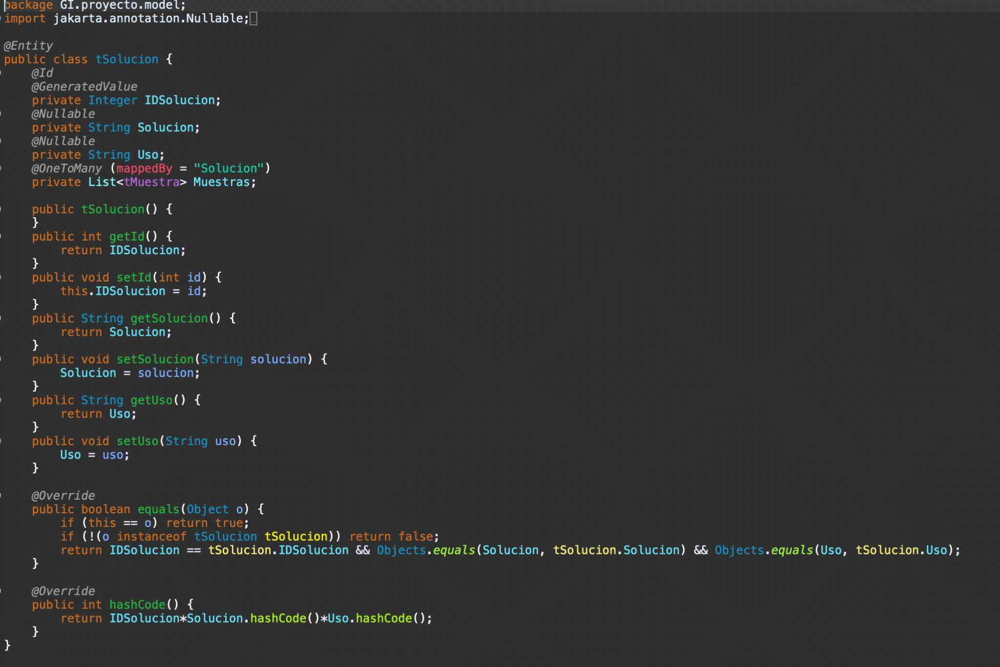 package GI.proyecto.model;
import jakarta.annotation.Nullable;
@Entity
public class tSolucion {
@Id
@GeneratedValue
private Integer IDSolucion;
@Nullable
private String Solucion;
@Nullable
private String Uso;
@OneToMany (mappedBy = "Solucion")
private List<tMuestra> Muestras;
public tSolucion() {
}
public int getId() {
return IDSolucion;
}
public void setId(int id) {
this.IDSolucion = id;
}
public String getSolucion() {
return Solucion;
}
public void setSolucion(String solucion) {
Solucion = solucion;
}
public String getUso() {
return Uso;
}
public void setUso(String uso) {
Uso = uso;
}
@Override
public boolean equals(Object o) {
if (this == o) return true;
if (!(o instanceof tSolucion tSolucion)) return false;
return IDSolucion == tSolucion.IDSolucion && Objects.equals(Solucion, tSolucion.Solucion) && Objects.equals(Uso, tSolucion.Uso);
}
@Override
public int hashCode() {
return IDSolucion*Solucion.hashCode()*Uso.hashCode();
}
}